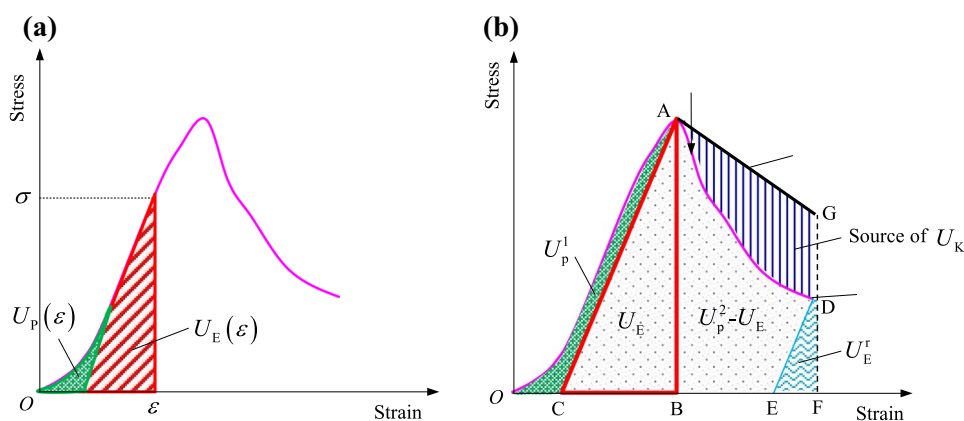 (a)
Stress
σ
U_P(ε)
U_E(ε)
O
ε
Strain
(b)
Stress
A
G
Source of U_K
U_p^1
U_E
U_p^2-U_E
D
U_E^r
O
C
B
E
F
Strain